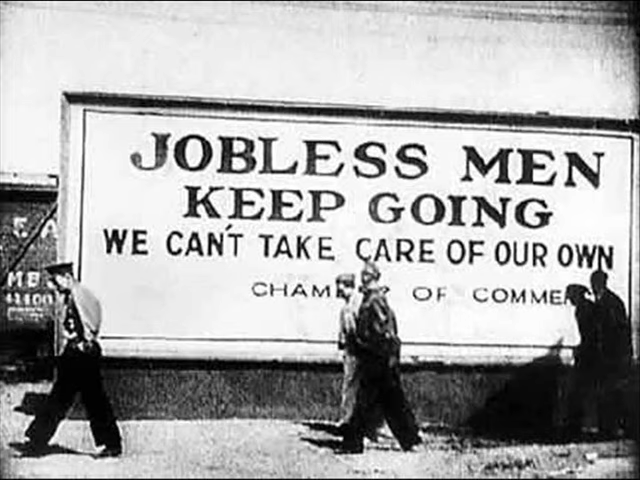 JOBLESS MEN
KEEP GOING
WE CAN'T TAKE CARE OF OUR OWN
CHAM OF COMME